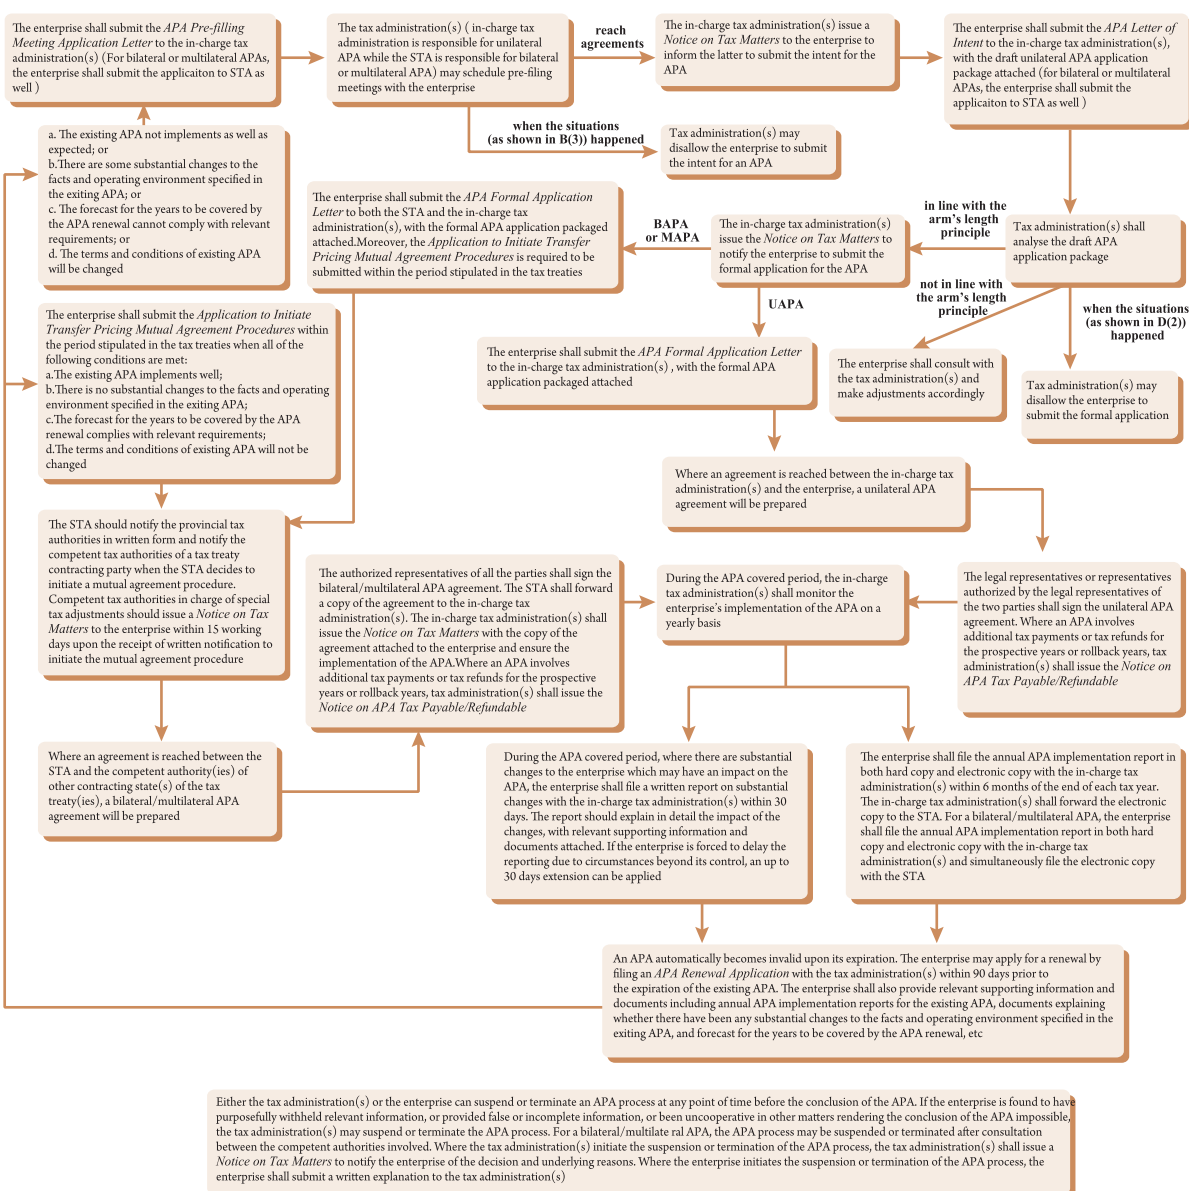 The enterprise shall submit the APA Pre-filling
Meeting Application Letter to the in-charge tax
administration(s) (For bilateral or multilateral APAs,
the enterprise shall submit the applicaiton to STA as
well )
The tax administration(s) ( in-charge tax
administration is responsible for unilateral
APA while the STA is responsible for bilateral
or multilateral APA) may schedule pre-filing
meetings with the enterprise
reach
agreements
The in-charge tax administration(s) issue a
Notice on Tax Matters to the enterprise to
inform the latter to submit the intent for the
APA
The enterprise shall submit the APA Letter of
Intent to the in-charge tax administration(s),
with the draft unilateral APA application
package attached (for bilateral or multilateral
APAs, the enterprise shall submit the
applicaiton to STA as well )
when the situations
(as shown in B(3)) happened
Tax administration(s) may
disallow the enterprise to submit
the intent for an APA
a. The existing APA not implements as well as
expected; or
b.There are some substantial changes to the
facts and operating environment specified in
the exiting APA; or
c. The forecast for the years to be covered by
the APA renewal cannot comply with relevant
requirements; or
d. The terms and conditions of existing APA
will be changed
The enterprise shall submit the APA Formal Application
Letter to both the STA and the in-charge tax
administration(s), with the formal APA application packaged
attached.Moreover, the Application to Initiate Transfer
Pricing Mutual Agreement Procedures is required to be
submitted within the period stipulated in the tax treaties
BAPA
or MAPA
The in-charge tax administration(s)
issue the Notice on Tax Matters to
notify the enterprise to submit the
formal application for the APA
in line with the
arm's length
principle
Tax administration(s) shall
analyse the draft APA
application package
UAPA
not in line with
the arm's length
principle
when the situations
(as shown in D(2))
happened
The enterprise shall submit the Application to Initiate
Transfer Pricing Mutual Agreement Procedures within
the period stipulated in the tax treaties when all of the
following conditions are met:
a.The existing APA implements well;
b.There is no substantial changes to the facts and operating
environment specified in the exiting APA;
c.The forecast for the years to be covered by the APA
renewal complies with relevant requirements;
d.The terms and conditions of existing APA will not be
changed
The enterprise shall submit the APA Formal Application Letter
to the in-charge tax administration(s) , with the formal APA
application packaged attached
The enterprise shall consult with
the tax administration(s) and
make adjustments accordingly
Tax administration(s) may
disallow the enterprise to
submit the formal application
Where an agreement is reached between the in-charge tax
administration(s) and the enterprise, a unilateral APA
agreement will be prepared
The STA should notify the provincial tax
authorities in written form and notify the
competent tax authorities of a tax treaty
contracting party when the STA decides to
initiate a mutual agreement procedure.
Competent tax authorities in charge of special
tax adjustments should issue a Notice on Tax
Matters to the enterprise within 15 working
days upon the receipt of written notification to
initiate the mutual agreement procedure
The authorized representatives of all the parties shall sign the
bilateral/multilateral APA agreement. The STA shall forward
a copy of the agreement to the in-charge tax
administration(s). The in-charge tax administration(s) shall
issue the Notice on Tax Matters with the copy of the
agreement attached to the enterprise and ensure the
implementation of the APA.Where an APA involves
additional tax payments or tax refunds for the prospective
years or rollback years, tax administration(s) shall issue the
Notice on APA Tax Payable/Refundable
During the APA covered period, the in-charge
tax administration(s) shall monitor the
enterprise's implementation of the APA on a
yearly basis
The legal representatives or representatives
authorized by the legal representatives of
the two parties shall sign the unilateral APA
agreement. Where an APA involves
additional tax payments or tax refunds for
the prospective years or rollback years, tax
administration(s) shall issue the Notice on
APA Tax Payable/Refundable
Where an agreement is reached between the
STA and the competent authority(ies) of
other contracting state(s) of the tax
treaty(ies), a bilateral/multilateral APA
agreement will be prepared
During the APA covered period, where there are substantial
changes to the enterprise which may have an impact on the
APA, the enterprise shall file a written report on substantial
changes with the in-charge tax administration(s) within 30
days. The report should explain in detail the impact of the
changes, with relevant supporting information and
documents attached. If the enterprise is forced to delay the
reporting due to circumstances beyond its control, an up to
30 days extension can be applied
The enterprise shall file the annual APA implementation report in
both hard copy and electronic copy with the in-charge tax
administration(s) within 6 months of the end of each tax year.
The in-charge tax administration(s) shall forward the electronic
copy to the STA. For a bilateral/multilateral APA, the enterprise
shall file the annual APA implementation report in both hard
copy and electronic copy with the in-charge tax
administration(s) and simultaneously file the electronic copy
with the STA
An APA automatically becomes invalid upon its expiration. The enterprise may apply for a renewal by
filing an APA Renewal Application with the tax administration(s) within 90 days prior to
the expiration of the existing APA. The enterprise shall also provide relevant supporting information and
documents including annual APA implementation reports for the existing APA, documents explaining
whether there have been any substantial changes to the facts and operating environment specified in the
exiting APA, and forecast for the years to be covered by the APA renewal, etc
Either the tax administration(s) or the enterprise can suspend or terminate an APA process at any point of time before the conclusion of the APA. If the enterprise is found to have
purposefully withheld relevant information, or provided false or incomplete information, or been uncooperative in other matters rendering the conclusion of the APA impossible,
the tax administration(s) may suspend or terminate the APA process. For a bilateral/multilate ral APA, the APA process may be suspended or terminated after consultation
between the competent authorities involved. Where the tax administration(s) initiate the suspension or termination of the APA process, the tax administration(s) shall issue a
Notice on Tax Matters to notify the enterprise of the decision and underlying reasons. Where the enterprise initiates the suspension or termination of the APA process, the
enterprise shall submit a written explanation to the tax administration(s)